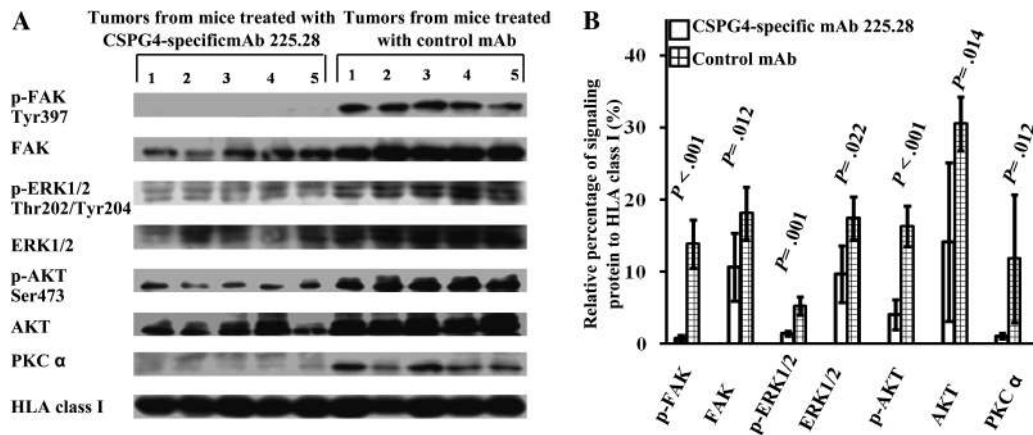 A
Tumors from mice treated with
CSPG4-specificmAb 225.28
Tumors from mice treated
with control mAb
1 2 3 4 5 1 2 3 4 5
p-FAK
Tyr397
FAK
p-ERK1/2
Thr202/Tyr204
ERK1/2
p-AKT
Ser473
AKT
PKC α
HLA class I
B
CSPG4-specific mAb 225.28
Control mAb
Relative percentage of signaling
protein to HLA class I (%)
40
30
20
10
0
P < .001
P= .012
P= .001
P= .022
P < .001
P= .014
P= .012
p-FAK
FAK
p-ERK1/2
ERK1/2
p-AKT
AKT
PKC α